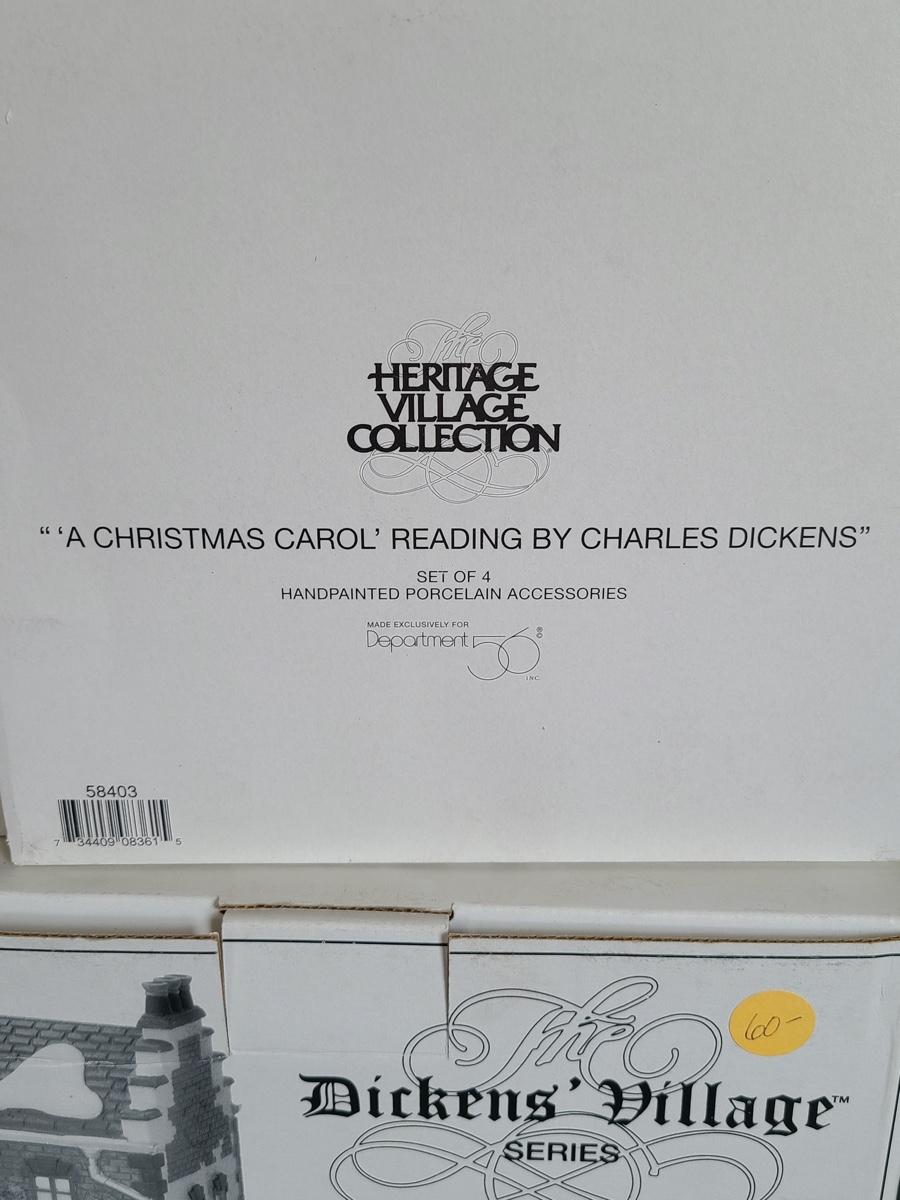 The
HERITAGE
VILLAGE
COLLECTION®
“ ‘A CHRISTMAS CAROL’ READING BY CHARLES DICKENS”
SET OF 4
HANDPAINTED PORCELAIN ACCESSORIES
MADE EXCLUSIVELY FOR
Department 56 ®©
INC.
58403
7 34409 08361 5
60-
The
Dickens’ Village™
SERIES